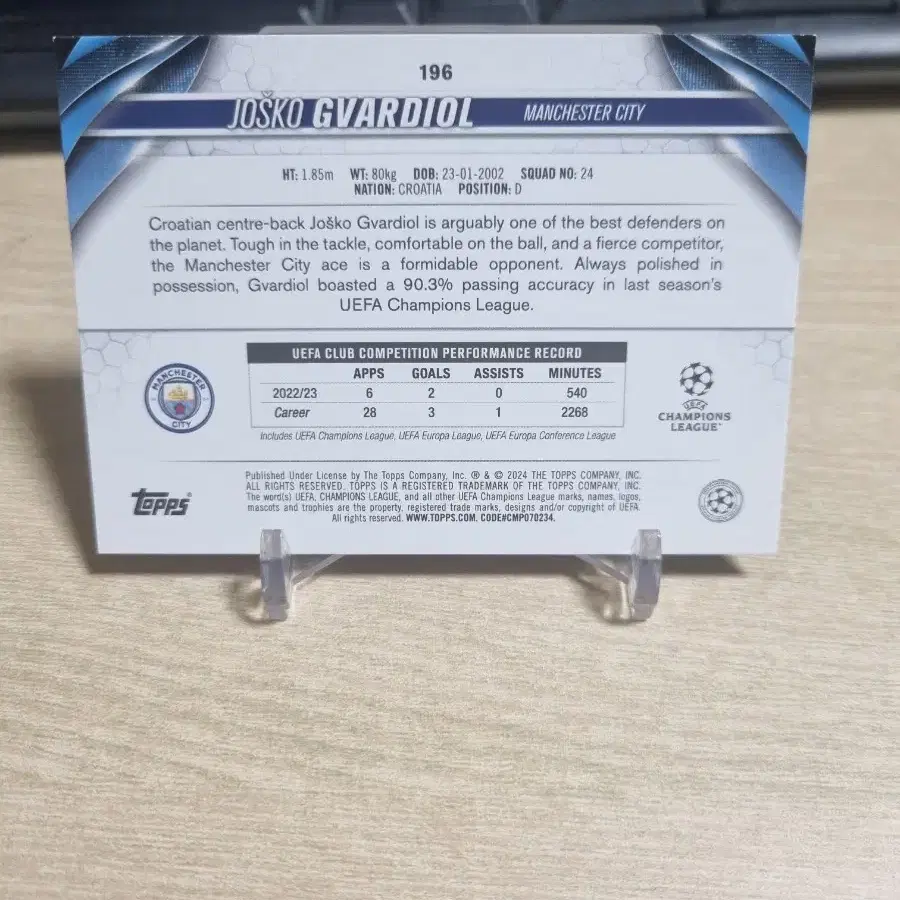 196
JOŠKO GVARDIOL MANCHESTER CITY
HT: 1.85m WT: 80kg DOB: 23-01-2002 SQUAD NO: 24
NATION: CROATIA POSITION: D
Croatian centre-back Joško Gvardiol is arguably one of the best defenders on
the planet. Tough in the tackle, comfortable on the ball, and a fierce competitor,
the Manchester City ace is a formidable opponent. Always polished in
possession, Gvardiol boasted a 90.3% passing accuracy in last season's
UEFA Champions League.
UEFA CLUB COMPETITION PERFORMANCE RECORD
APPS GOALS ASSISTS MINUTES
2022/23 6 2 0 540
Career 28 3 1 2268
Includes UEFA Champions League, UEFA Europa League, UEFA Europa Conference League
MANCHESTER
CITY
UEFA
CHAMPIONS
LEAGUE™
Topps®
Published Under License by The Topps Company, Inc. ® & © 2024 THE TOPPS COMPANY, INC.
ALL RIGHTS RESERVED. TOPPS IS A REGISTERED TRADEMARK OF THE TOPPS COMPANY, INC.
The word(s) UEFA, CHAMPIONS LEAGUE, and all other UEFA Champions League marks, names, logos,
mascots and trophies are the property, registered trade marks, designs and/or copyright of UEFA.
All rights reserved. WWW.TOPPS.COM. CODE#CMP070234.